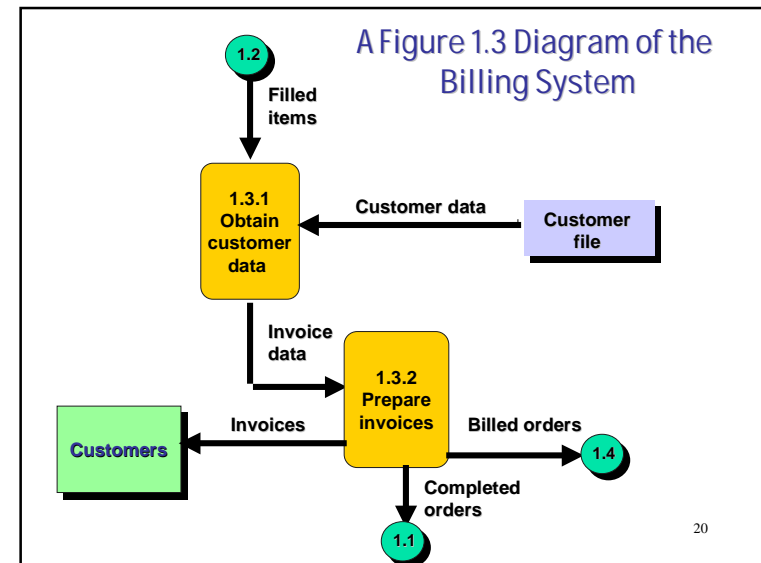 A Figure 1.3 Diagram of the
Billing System
1.2
Filled
items
1.3.1
Obtain
customer
data
Customer data
Customer
file
Invoice
data
1.3.2
Prepare
invoices
Customers
Invoices
Billed orders
1.4
Completed
orders
1.1
20